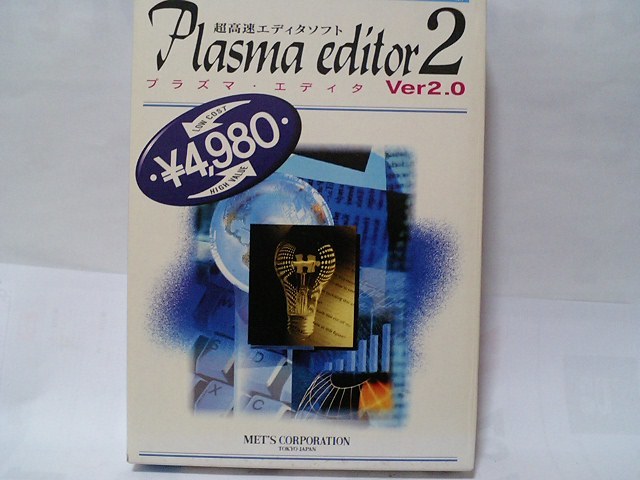 超高速エディタソフト
Plasma editor 2
プラズマ・エディタ Ver2.0
LOW COST
¥4,980
HIGH VALUE
MET'S CORPORATION
TOKYO JAPAN